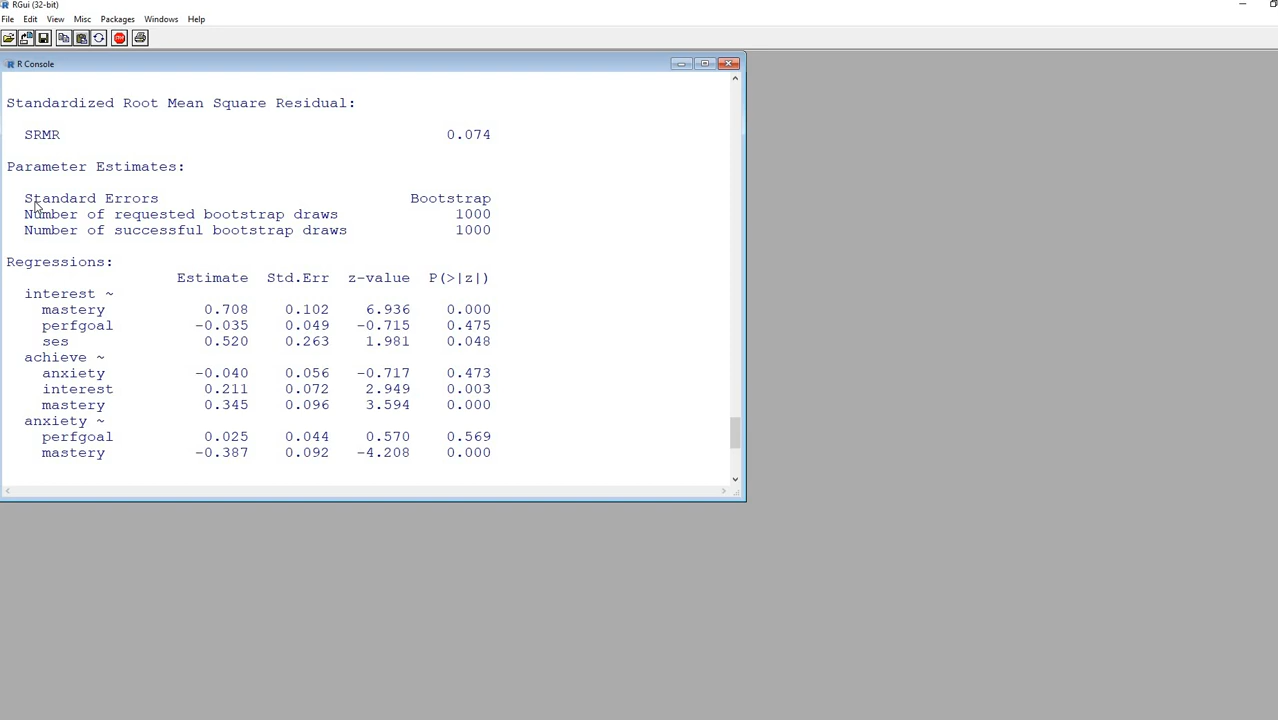 RGui (32-bit)
File Edit View Misc Packages Windows Help
STOP
R Console
Standardized Root Mean Square Residual:
SRMR 0.074
Parameter Estimates:
Standard Errors Bootstrap
Number of requested bootstrap draws 1000
Number of successful bootstrap draws 1000
Regressions:
Estimate Std.Err z-value P(>|z|)
interest ~
mastery 0.708 0.102 6.936 0.000
perfgoal -0.035 0.049 -0.715 0.475
ses 0.520 0.263 1.981 0.048
achieve ~
anxiety -0.040 0.056 -0.717 0.473
interest 0.211 0.072 2.949 0.003
mastery 0.345 0.096 3.594 0.000
anxiety ~
perfgoal 0.025 0.044 0.570 0.569
mastery -0.387 0.092 -4.208 0.000